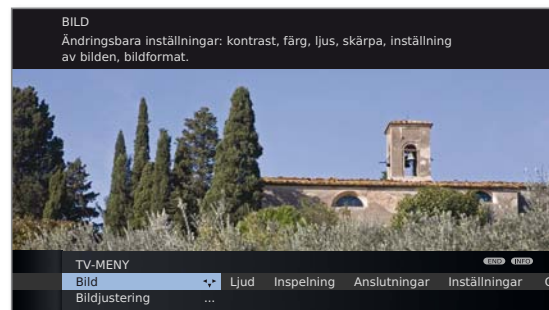 BILD
Ändringsbara inställningar: kontrast, färg, ljus, skärpa, inställning
av bilden, bildformat.
TV-MENY
END INFO
Bild Ljud Inspelning Anslutningar Inställningar
Bildjustering ...